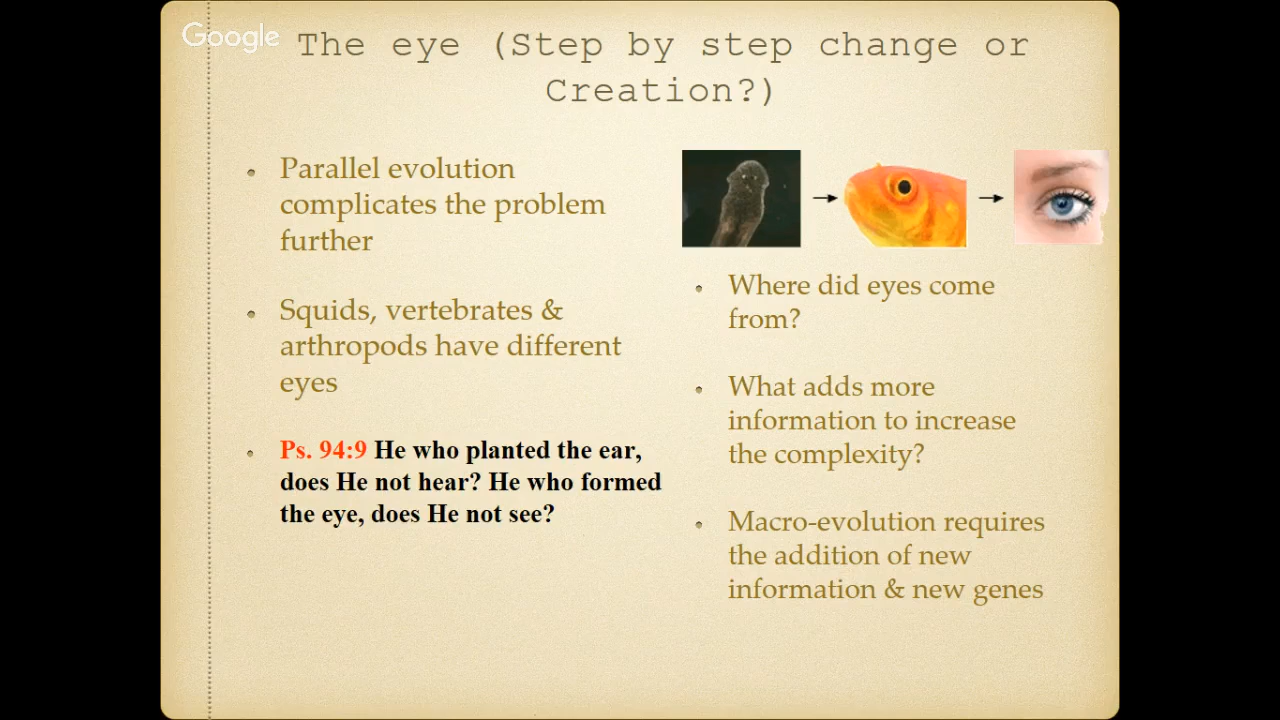 Google
The eye (Step by step change or
Creation?)
Parallel evolution
complicates the problem
further
Squids, vertebrates &
arthropods have different
eyes
Ps. 94:9 He who planted the ear,
does He not hear? He who formed
the eye, does He not see?
Where did eyes come
from?
What adds more
information to increase
the complexity?
Macro-evolution requires
the addition of new
information & new genes